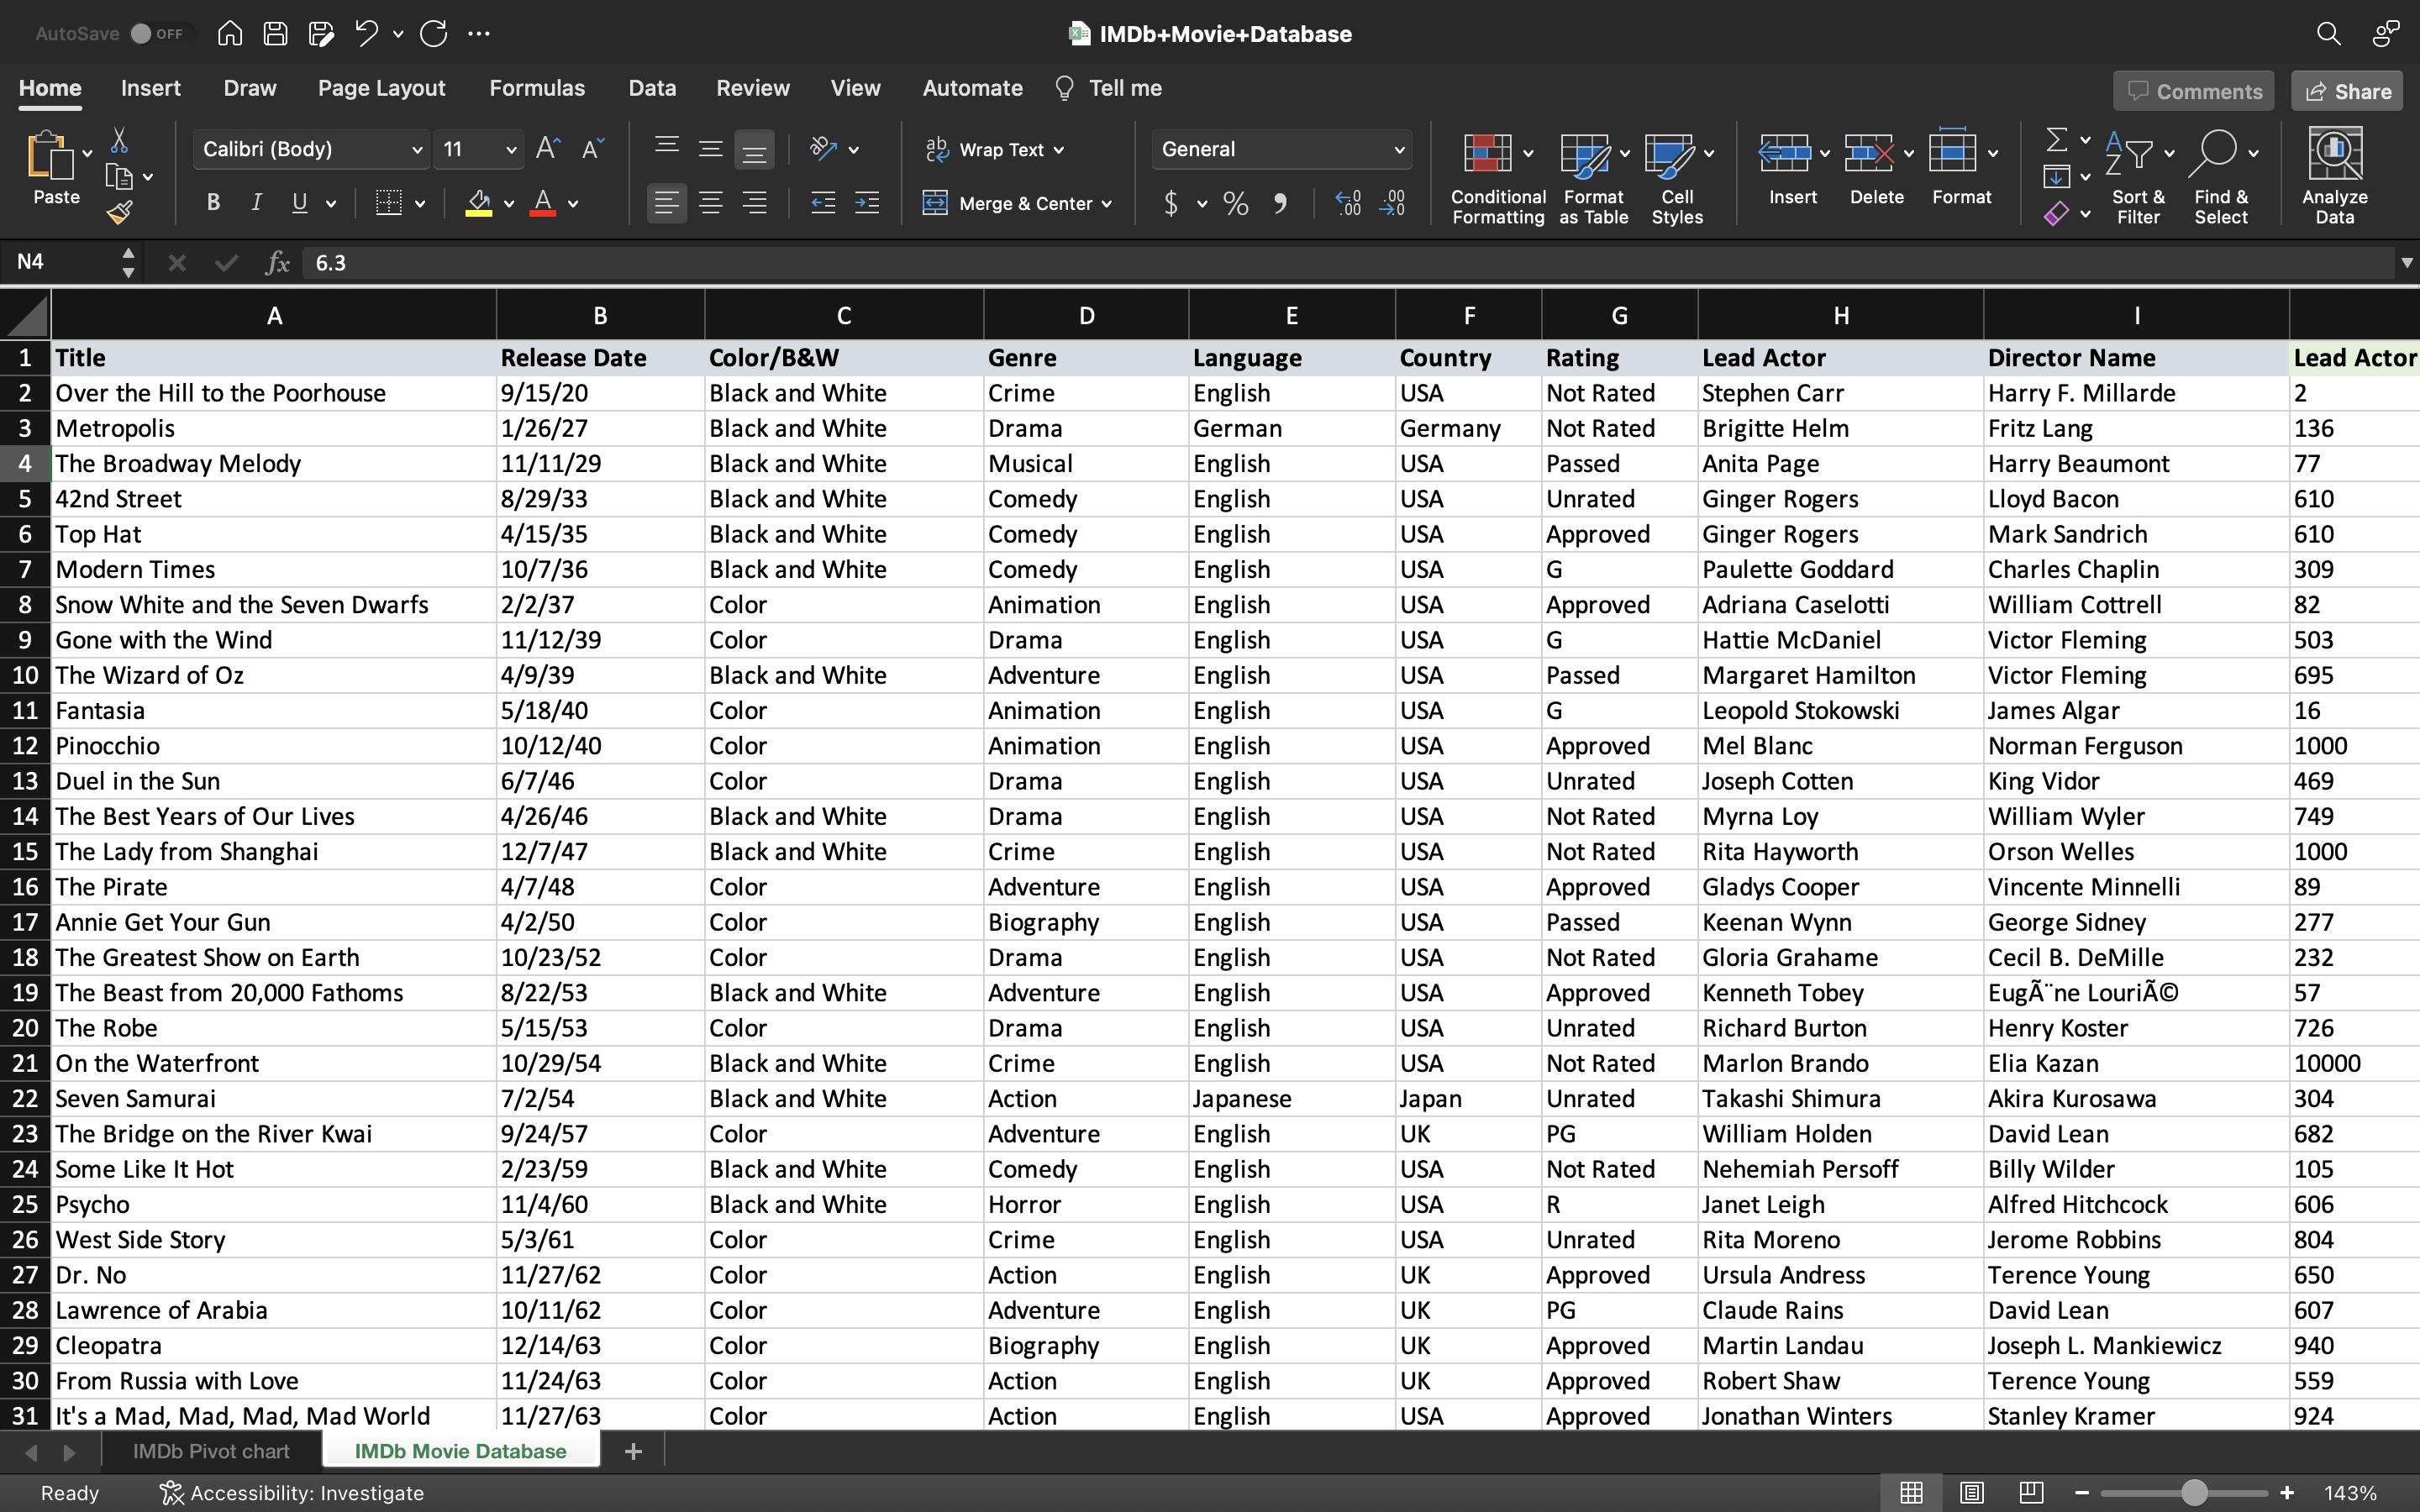 AutoSave OFF IMDb+Movie+Database
Home Insert Draw Page Layout Formulas Data Review View Automate Tell me Comments Share
Paste Calibri (Body) 11 Wrap Text General Conditional Formatting Format as Table Cell Styles Insert Delete Format Sort & Filter Find & Select Analyze Data
B I U A Merge & Center $ %
N4 fx 6.3
A B C D E F G H I
1 Title Release Date Color/B&W Genre Language Country Rating Lead Actor Director Name Lead Actor
2 Over the Hill to the Poorhouse 9/15/20 Black and White Crime English USA Not Rated Stephen Carr Harry F. Millarde 2
3 Metropolis 1/26/27 Black and White Drama German Germany Not Rated Brigitte Helm Fritz Lang 136
4 The Broadway Melody 11/11/29 Black and White Musical English USA Passed Anita Page Harry Beaumont 77
5 42nd Street 8/29/33 Black and White Comedy English USA Unrated Ginger Rogers Lloyd Bacon 610
6 Top Hat 4/15/35 Black and White Comedy English USA Approved Ginger Rogers Mark Sandrich 610
7 Modern Times 10/7/36 Black and White Comedy English USA G Paulette Goddard Charles Chaplin 309
8 Snow White and the Seven Dwarfs 2/2/37 Color Animation English USA Approved Adriana Caselotti William Cottrell 82
9 Gone with the Wind 11/12/39 Color Drama English USA G Hattie McDaniel Victor Fleming 503
10 The Wizard of Oz 4/9/39 Black and White Adventure English USA Passed Margaret Hamilton Victor Fleming 695
11 Fantasia 5/18/40 Color Animation English USA G Leopold Stokowski James Algar 16
12 Pinocchio 10/12/40 Color Animation English USA Approved Mel Blanc Norman Ferguson 1000
13 Duel in the Sun 6/7/46 Color Drama English USA Unrated Joseph Cotten King Vidor 469
14 The Best Years of Our Lives 4/26/46 Black and White Drama English USA Not Rated Myrna Loy William Wyler 749
15 The Lady from Shanghai 12/7/47 Black and White Crime English USA Not Rated Rita Hayworth Orson Welles 1000
16 The Pirate 4/7/48 Color Adventure English USA Approved Gladys Cooper Vincente Minnelli 89
17 Annie Get Your Gun 4/2/50 Color Biography English USA Passed Keenan Wynn George Sidney 277
18 The Greatest Show on Earth 10/23/52 Color Drama English USA Not Rated Gloria Grahame Cecil B. DeMille 232
19 The Beast from 20,000 Fathoms 8/22/53 Black and White Adventure English USA Approved Kenneth Tobey EugÃ¨ne LouriÃ© 57
20 The Robe 5/15/53 Color Drama English USA Unrated Richard Burton Henry Koster 726
21 On the Waterfront 10/29/54 Black and White Crime English USA Not Rated Marlon Brando Elia Kazan 10000
22 Seven Samurai 7/2/54 Black and White Action Japanese Japan Unrated Takashi Shimura Akira Kurosawa 304
23 The Bridge on the River Kwai 9/24/57 Color Adventure English UK PG William Holden David Lean 682
24 Some Like It Hot 2/23/59 Black and White Comedy English USA Not Rated Nehemiah Persoff Billy Wilder 105
25 Psycho 11/4/60 Black and White Horror English USA R Janet Leigh Alfred Hitchcock 606
26 West Side Story 5/3/61 Color Crime English USA Unrated Rita Moreno Jerome Robbins 804
27 Dr. No 11/27/62 Color Action English UK Approved Ursula Andress Terence Young 650
28 Lawrence of Arabia 10/11/62 Color Adventure English UK PG Claude Rains David Lean 607
29 Cleopatra 12/14/63 Color Biography English UK Approved Martin Landau Joseph L. Mankiewicz 940
30 From Russia with Love 11/24/63 Color Action English UK Approved Robert Shaw Terence Young 559
31 It's a Mad, Mad, Mad, Mad World 11/27/63 Color Action English USA Approved Jonathan Winters Stanley Kramer 924
IMDb Pivot chart IMDb Movie Database +
Ready Accessibility: Investigate 143%